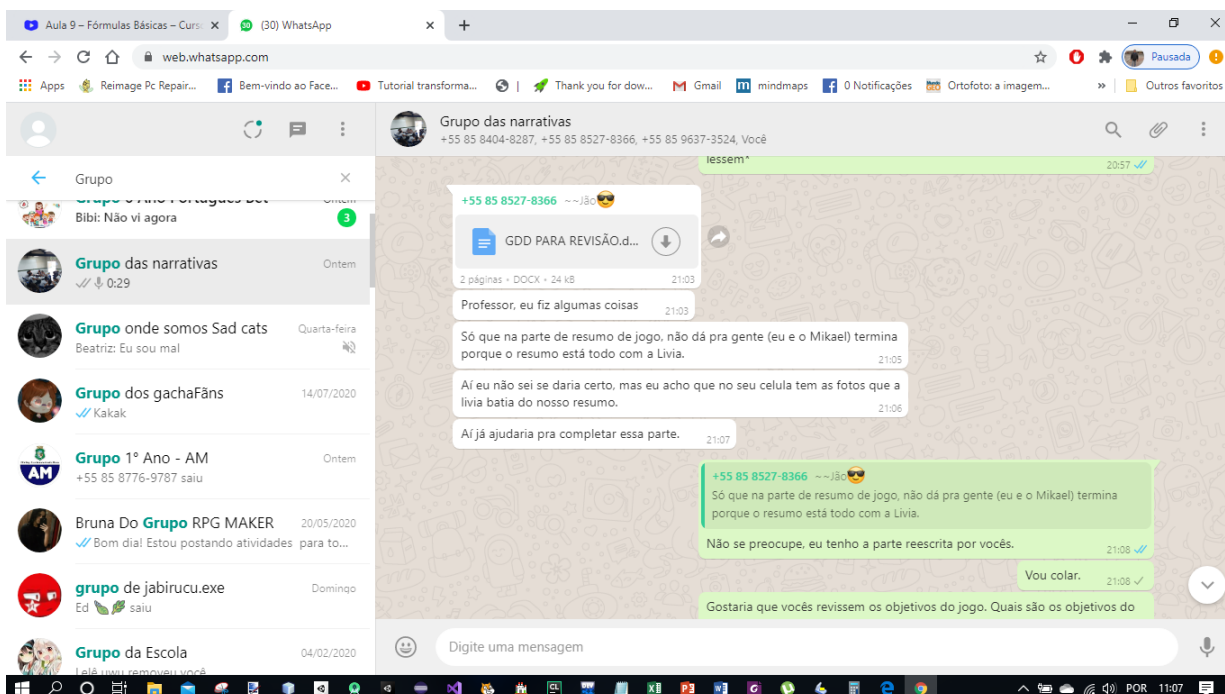 Aula 9 – Fórmulas Básicas – Curs
(30) WhatsApp
web.whatsapp.com
Pausada
Apps
Reimage Pc Repair...
Bem-vindo ao Face...
Tutorial transforma...
Thank you for dow...
Gmail
mindmaps
0 Notificações
Ortofoto: a imagem...
»
Outros favoritos
Grupo das narrativas
+55 85 8404-8287, +55 85 8527-8366, +55 85 9637-3524, Você
Grupo
Ontem
Bibi: Não vi agora
3
Grupo das narrativas
Ontem
0:29
Grupo onde somos Sad cats
Quarta-feira
Beatriz: Eu sou mal
Grupo dos gachaFãns
14/07/2020
Kakak
AM
Grupo 1° Ano - AM
Ontem
+55 85 8776-9787 saiu
Bruna Do Grupo RPG MAKER
20/05/2020
Bom dia! Estou postando atividades para to...
grupo de jabirucu.exe
Domingo
Ed saiu
Grupo da Escola
04/02/2020
Lelê uwu removeu você
lessem*
20:57
+55 85 8527-8366 ~~Jão😎
GDD PARA REVISÃO.d...
2 páginas • DOCX • 24 kB
21:03
Professor, eu fiz algumas coisas
21:03
Só que na parte de resumo de jogo, não dá pra gente (eu e o Mikael) termina
porque o resumo está todo com a Livia.
21:05
Aí eu não sei se daria certo, mas eu acho que no seu celula tem as fotos que a
livia batia do nosso resumo.
21:06
Aí já ajudaria pra completar essa parte.
21:07
+55 85 8527-8366 ~~Jão😎
Só que na parte de resumo de jogo, não dá pra gente (eu e o Mikael) termina
porque o resumo está todo com a Livia.
Não se preocupe, eu tenho a parte reescrita por vocês.
21:08
Vou colar.
21:08
Gostaria que vocês revissem os objetivos do jogo. Quais são os objetivos do
Digite uma mensagem
POR
11:07